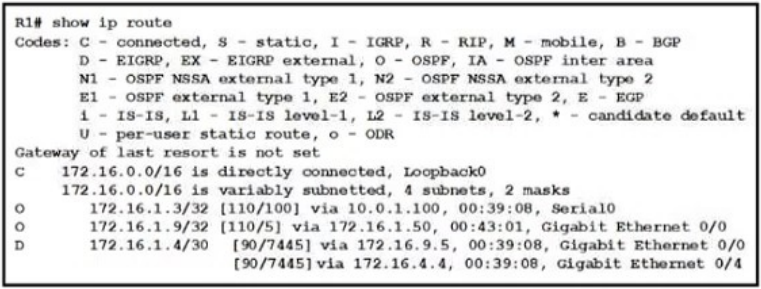 R1# show ip route
Codes: C - connected, S - static, I - IGRP, R - RIP, M - mobile, B - BGP
D - EIGRP, EX - EIGRP external, O - OSPF, IA - OSPF inter area
N1 - OSPF NSSA external type 1, N2 - OSPF NSSA external type 2
E1 - OSPF external type 1, E2 - OSPF external type 2, E - EGP
i - IS-IS, L1 - IS-IS level-1, L2 - IS-IS level-2, * - candidate default
U - per-user static route, o - ODR
Gateway of last resort is not set
C 172.16.0.0/16 is directly connected, Loopback0
172.16.0.0/16 is variably subnetted, 4 subnets, 2 masks
O 172.16.1.3/32 [110/100] via 10.0.1.100, 00:39:08, Serial0
O 172.16.1.9/32 [110/5] via 172.16.1.50, 00:43:01, Gigabit Ethernet 0/0
D 172.16.1.4/30 [90/7445] via 172.16.9.5, 00:39:08, Gigabit Ethernet 0/0
[90/7445] via 172.16.4.4, 00:39:08, Gigabit Ethernet 0/4